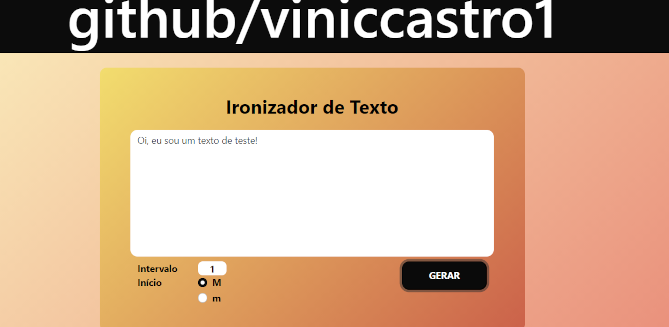 github/viniccastro1
Ironizador de Texto
Oi, eu sou um texto de teste!
Intervalo 1
Início M
m
GERAR